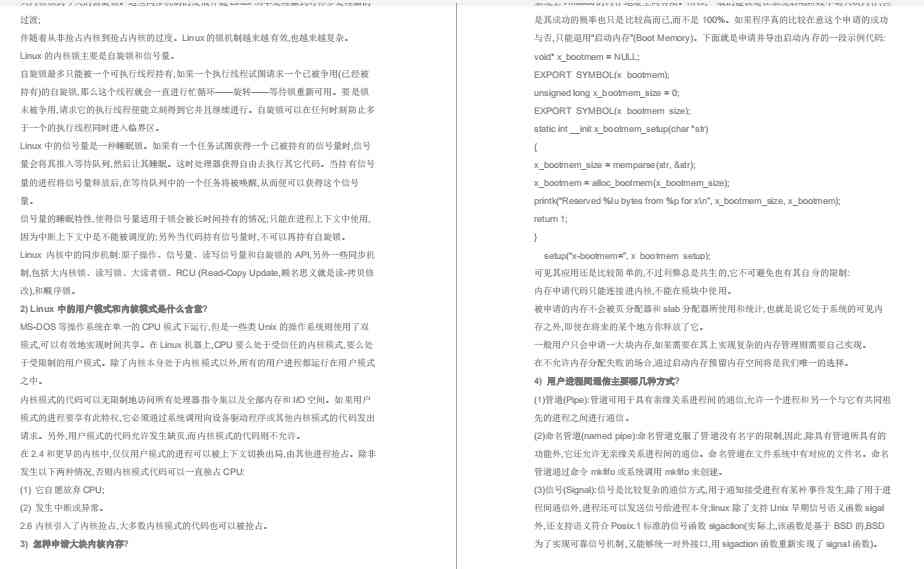 过渡;
伴随着从非抢占内核到抢占内核的过度。Linux的锁机制越来越有效,也越来越复杂。
Linux 的内核锁主要是自旋锁和信号量。
自旋锁最多只能被一个可执行线程持有,如果一个执行线程试图请求一个已被争用(已经被
持有)的自旋锁,那么这个线程就会一直进行忙循环——旋转——等待锁重新可用。要是锁
未被争用,请求它的执行线程便能立刻得到它并且继续进行。自旋锁可以在任何时刻防止多
于一个的执行线程同时进入临界区。
Linux 中的信号量是一种睡眠锁。如果有一个任务试图获得一个已被持有的信号量时,信号
量会将其推入等待队列,然后让其睡眠。这时处理器获得自由去执行其它代码。当持有信号
量的进程将信号量释放后,在等待队列中的一个任务将被唤醒,从而便可以获得这个信号
量。
信号量的睡眠特性,使得信号量适用于锁会被长时间持有的情况;只能在进程上下文中使用,
因为中断上下文中是不能被调度的;另外当代码持有信号量时,不可以再持有自旋锁。
Linux 内核中的同步机制:原子操作、信号量、读写信号量和自旋锁的 API,另外一些同步机
制,包括大内核锁、读写锁、大读者锁、RCU (Read-Copy Update,顾名思义就是读-拷贝修
改),和顺序锁。
2) Linux 中的用户模式和内核模式是什么含意?
MS-DOS 等操作系统在单一的 CPU 模式下运行,但是一些类 Unix 的操作系统则使用了双
模式,可以有效地实现时间共享。在 Linux 机器上,CPU 要么处于受信任的内核模式,要么处
于受限制的用户模式。除了内核本身处于内核模式以外,所有的用户进程都运行在用户模式
之中。
内核模式的代码可以无限制地访问所有处理器指令集以及全部内存和 I/O 空间。如果用户
模式的进程要享有此特权,它必须通过系统调用向设备驱动程序或其他内核模式的代码发出
请求。另外,用户模式的代码允许发生缺页,而内核模式的代码则不允许。
在 2.4 和更早的内核中,仅仅用户模式的进程可以被上下文切换出局,由其他进程抢占。除非
发生以下两种情况,否则内核模式代码可以一直独占 CPU:
(1) 它自愿放弃 CPU;
(2) 发生中断或异常。
2.6 内核引入了内核抢占,大多数内核模式的代码也可以被抢占。
3) 怎样申请大块内核内存?
是其成功的概率也只是比较高而已,而不是 100%。如果程序真的比较在意这个申请的成功
与否,只能退用“启动内存”(Boot Memory)。下面就是申请并导出启动内存的一段示例代码:
void* x_bootmem = NULL;
EXPORT_SYMBOL(x_bootmem);
unsigned long x_bootmem_size = 0;
EXPORT_SYMBOL(x_bootmem_size);
static int __init x_bootmem_setup(char *str)
{
x_bootmem_size = memparse(str, &str);
x_bootmem = alloc_bootmem(x_bootmem_size);
printk("Reserved %lu bytes from %p for x\n", x_bootmem_size, x_bootmem);
return 1;
}
__setup("x-bootmem=", x_bootmem_setup);
可见其应用还是比较简单的,不过利弊总是共生的,它不可避免也有其自身的限制:
内存申请代码只能连接进内核,不能在模块中使用。
被申请的内存不会被页分配器和 slab 分配器所使用和统计,也就是说它处于系统的可见内
存之外,即使在将来的某个地方你释放了它。
一般用户只会申请一大块内存,如果需要在其上实现复杂的内存管理则需要自己实现。
在不允许内存分配失败的场合,通过启动内存预留内存空间将是我们唯一的选择。
4) 用户进程间通信主要哪几种方式?
(1)管道(Pipe):管道可用于具有亲缘关系进程间的通信,允许一个进程和另一个与它有共同祖
先的进程之间进行通信。
(2)命名管道(named pipe):命名管道克服了管道没有名字的限制,因此,除具有管道所具有的
功能外,它还允许无亲缘关系进程间的通信。命名管道在文件系统中有对应的文件名。命名
管道通过命令 mkfifo 或系统调用 mkfifo 来创建。
(3)信号(Signal):信号是比较复杂的通信方式,用于通知接受进程有某种事件发生,除了用于进
程间通信外,进程还可以发送信号给进程本身;linux 除了支持 Unix 早期信号语义函数 sigal
外,还支持语义符合 Posix.1 标准的信号函数 sigaction(实际上,该函数是基于 BSD 的,BSD
为了实现可靠信号机制,又能够统一对外接口,用 sigaction 函数重新实现了 signal 函数)。